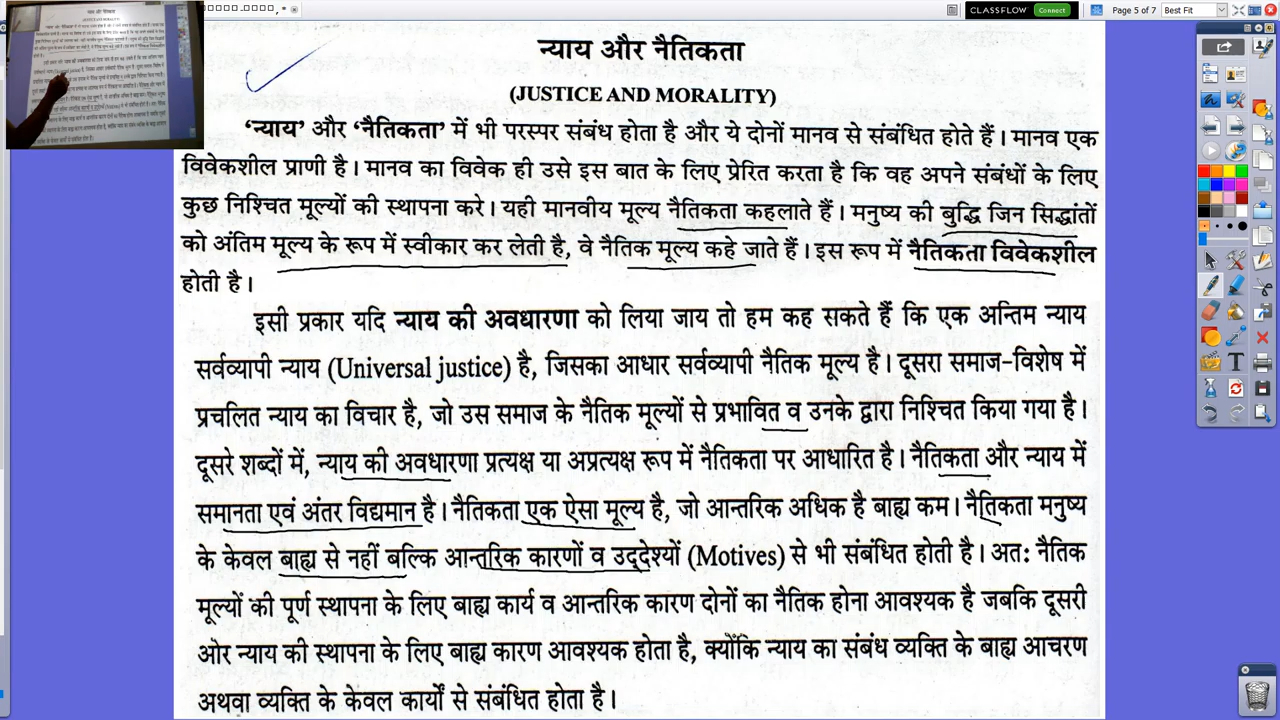 CLASSFLOW
Connect
Page 5 of 7
Best Fit
न्याय और नैतिकता
(JUSTICE AND MORALITY)
‘न्याय’ और ‘नैतिकता’ में भी परस्पर संबंध होता है और ये दोनों मानव से संबंधित होते हैं। मानव एक
विवेकशील प्राणी है। मानव का विवेक ही उसे इस बात के लिए प्रेरित करता है कि वह अपने संबंधों के लिए
कुछ निश्चित मूल्यों की स्थापना करे। यही मानवीय मूल्य नैतिकता कहलाते हैं। मनुष्य की बुद्धि जिन सिद्धांतों
को अंतिम मूल्य के रूप में स्वीकार कर लेती है, वे नैतिक मूल्य कहे जाते हैं। इस रूप में नैतिकता विवेकशील
होती है।
इसी प्रकार यदि न्याय की अवधारणा को लिया जाय तो हम कह सकते हैं कि एक अन्तिम न्याय
सर्वव्यापी न्याय (Universal justice) है, जिसका आधार सर्वव्यापी नैतिक मूल्य है। दूसरा समाज-विशेष में
प्रचलित न्याय का विचार है, जो उस समाज के नैतिक मूल्यों से प्रभावित व उनके द्वारा निश्चित किया गया है।
दूसरे शब्दों में, न्याय की अवधारणा प्रत्यक्ष या अप्रत्यक्ष रूप में नैतिकता पर आधारित है। नैतिकता और न्याय में
समानता एवं अंतर विद्यमान है। नैतिकता एक ऐसा मूल्य है, जो आन्तरिक अधिक है बाह्य कम। नैतिकता मनुष्य
के केवल बाह्य से नहीं बल्कि आन्तरिक कारणों व उद्देश्यों (Motives) से भी संबंधित होती है। अत: नैतिक
मूल्यों की पूर्ण स्थापना के लिए बाह्य कार्य व आन्तरिक कारण दोनों का नैतिक होना आवश्यक है जबकि दूसरी
ओर न्याय की स्थापना के लिए बाह्य कारण आवश्यक होता है, क्योंकि न्याय का संबंध व्यक्ति के बाह्य आचरण
अथवा व्यक्ति के केवल कार्यों से संबंधित होता है।